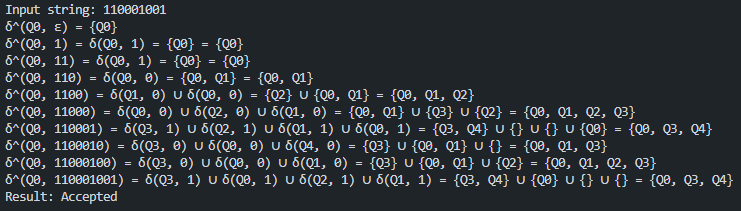 Input string: 110001001
δ^(Q0, ε) = {Q0}
δ^(Q0, 1) = δ(Q0, 1) = {Q0} = {Q0}
δ^(Q0, 11) = δ(Q0, 1) = {Q0} = {Q0}
δ^(Q0, 110) = δ(Q0, 0) = {Q0, Q1} = {Q0, Q1}
δ^(Q0, 1100) = δ(Q1, 0) ∪ δ(Q0, 0) = {Q2} ∪ {Q0, Q1} = {Q0, Q1, Q2}
δ^(Q0, 11000) = δ(Q0, 0) ∪ δ(Q2, 0) ∪ δ(Q1, 0) = {Q0, Q1} ∪ {Q3} ∪ {Q2} = {Q0, Q1, Q2, Q3}
δ^(Q0, 110001) = δ(Q3, 1) ∪ δ(Q2, 1) ∪ δ(Q1, 1) ∪ δ(Q0, 1) = {Q3, Q4} ∪ {} ∪ {} ∪ {Q0} = {Q0, Q3, Q4}
δ^(Q0, 1100010) = δ(Q3, 0) ∪ δ(Q0, 0) ∪ δ(Q4, 0) = {Q3} ∪ {Q0, Q1} ∪ {} = {Q0, Q1, Q3}
δ^(Q0, 11000100) = δ(Q3, 0) ∪ δ(Q0, 0) ∪ δ(Q1, 0) = {Q3} ∪ {Q0, Q1} ∪ {Q2} = {Q0, Q1, Q2, Q3}
δ^(Q0, 110001001) = δ(Q3, 1) ∪ δ(Q0, 1) ∪ δ(Q2, 1) ∪ δ(Q1, 1) = {Q3, Q4} ∪ {Q0} ∪ {} ∪ {} = {Q0, Q3, Q4}
Result: Accepted